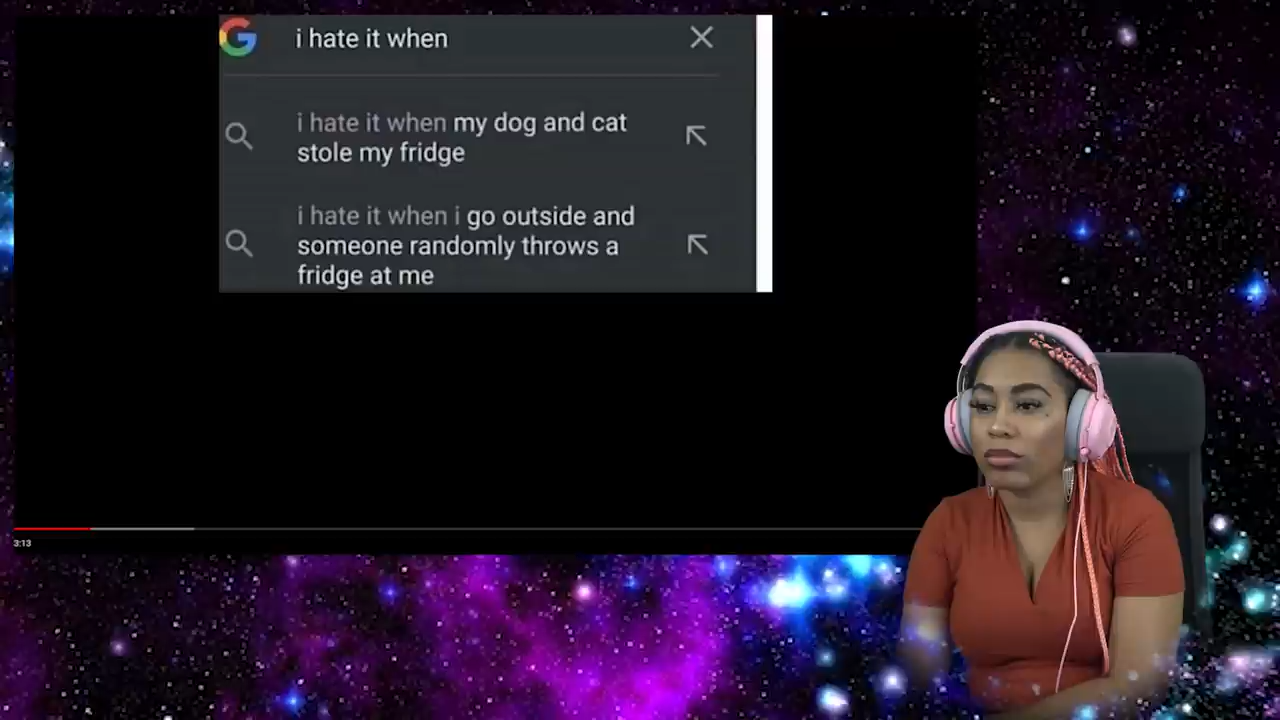 i hate it when
i hate it when my dog and cat
stole my fridge
i hate it when i go outside and
someone randomly throws a
fridge at me
3:13